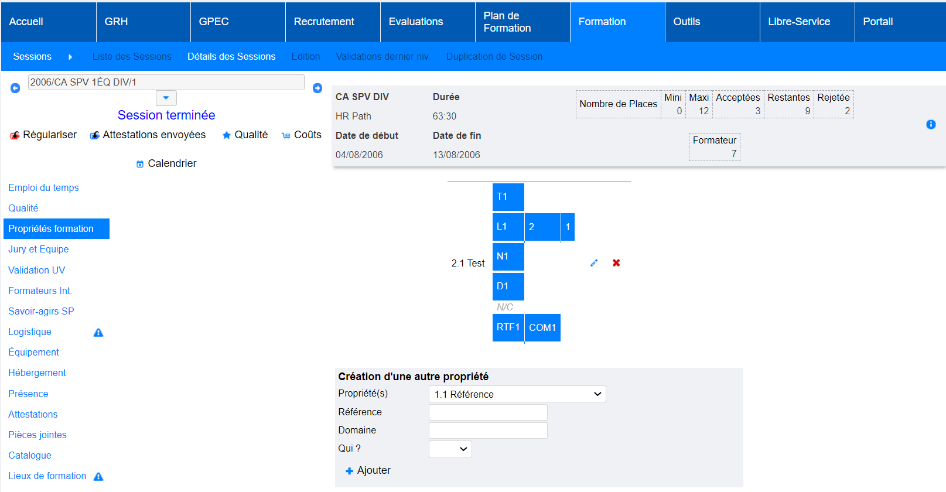 Accueil GRH GPEC Recrutement Evaluations Plan de Formation Formation Outils Libre-Service Portail
Sessions Liste des Sessions Détails des Sessions Edition Validations dernier niv. Duplication de Session
2006/CA SPV 1ÉQ DIV/1
Session terminée
Régulariser Attestations envoyées Qualité Coûts
Calendrier
CA SPV DIV Durée
HR Path 63:30
Date de début Date de fin
04/08/2006 13/08/2006
Nombre de Places Mini Maxi Acceptées Restantes Rejetée
0 12 3 9 2
Formateur
7
Emploi du temps
Qualité
Propriétés formation
Jury et Equipe
Validation UV
Formateurs Int.
Savoir-agirs SP
Logistique
Équipement
Hébergement
Présence
Attestations
Pièces jointes
Catalogue
Lieux de formation
T1
L1 2 1
2.1 Test N1
D1
N/C
RTF1 COM1
Création d'une autre propriété
Propriété(s) 1.1 Référence
Référence
Domaine
Qui ?
Ajouter